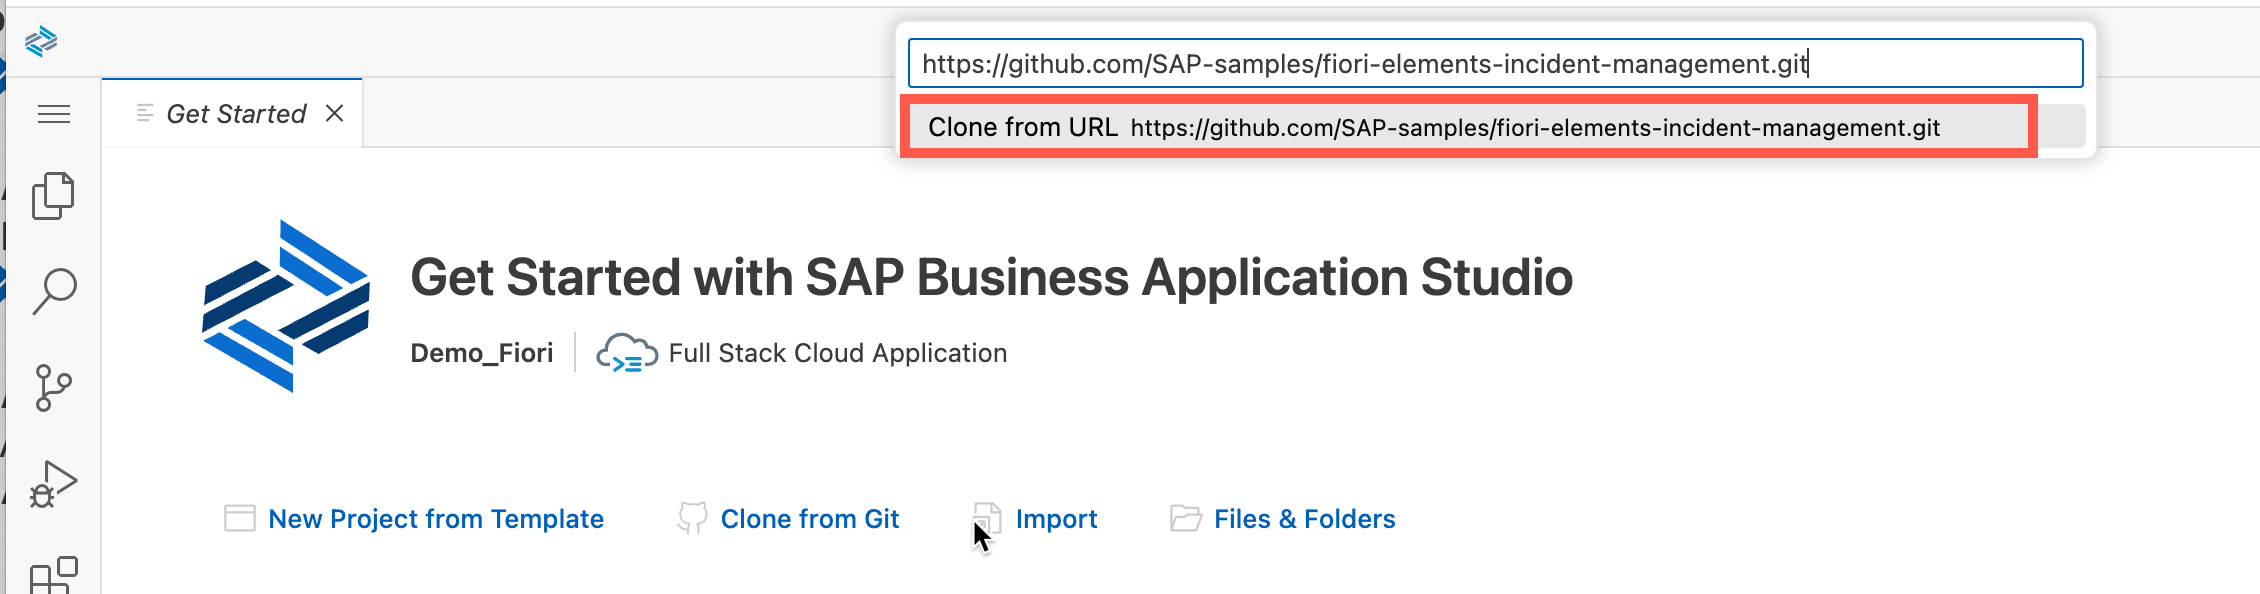 https://github.com/SAP-samples/fiori-elements-incident-management.git
Clone from URL https://github.com/SAP-samples/fiori-elements-incident-management.git
Get Started
Get Started with SAP Business Application Studio
Demo_Fiori
Full Stack Cloud Application
New Project from Template
Clone from Git
Import
Files & Folders